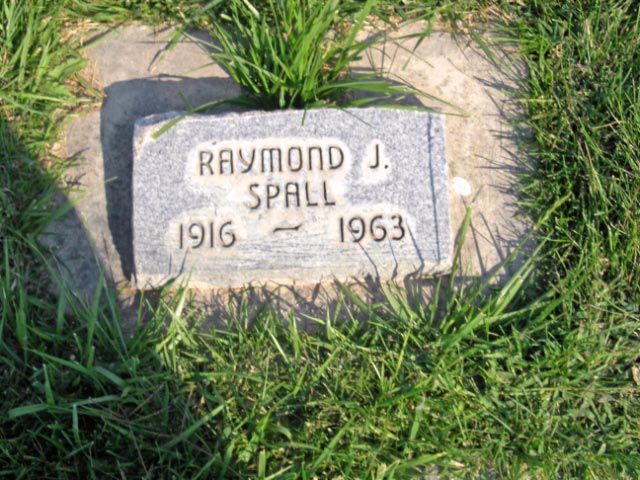 RAYMOND J.
SPALL
1916 – 1963